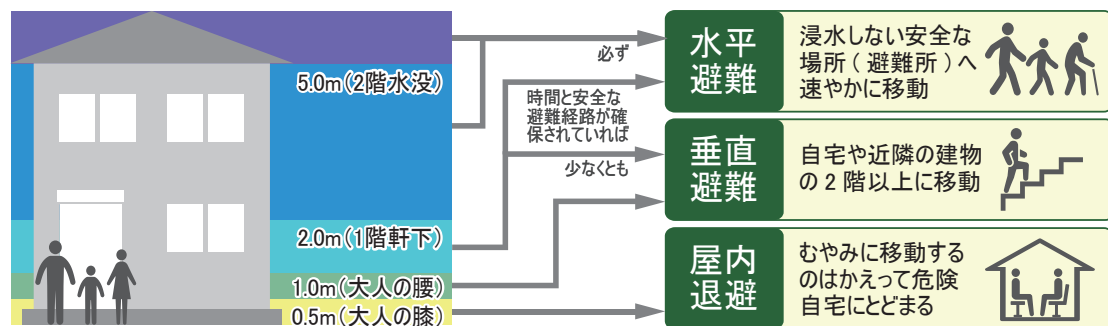 5.0m(2階水没)
2.0m(1階軒下)
1.0m(大人の腰)
0.5m(大人の膝)
必ず
時間と安全な
避難経路が確
保されていれば
少なくとも
水平
避難
浸水しない安全な
場所(避難所)へ
速やかに移動
垂直
避難
自宅や近隣の建物
の2階以上に移動
屋内
退避
むやみに移動する
のはかえって危険
自宅にとどまる